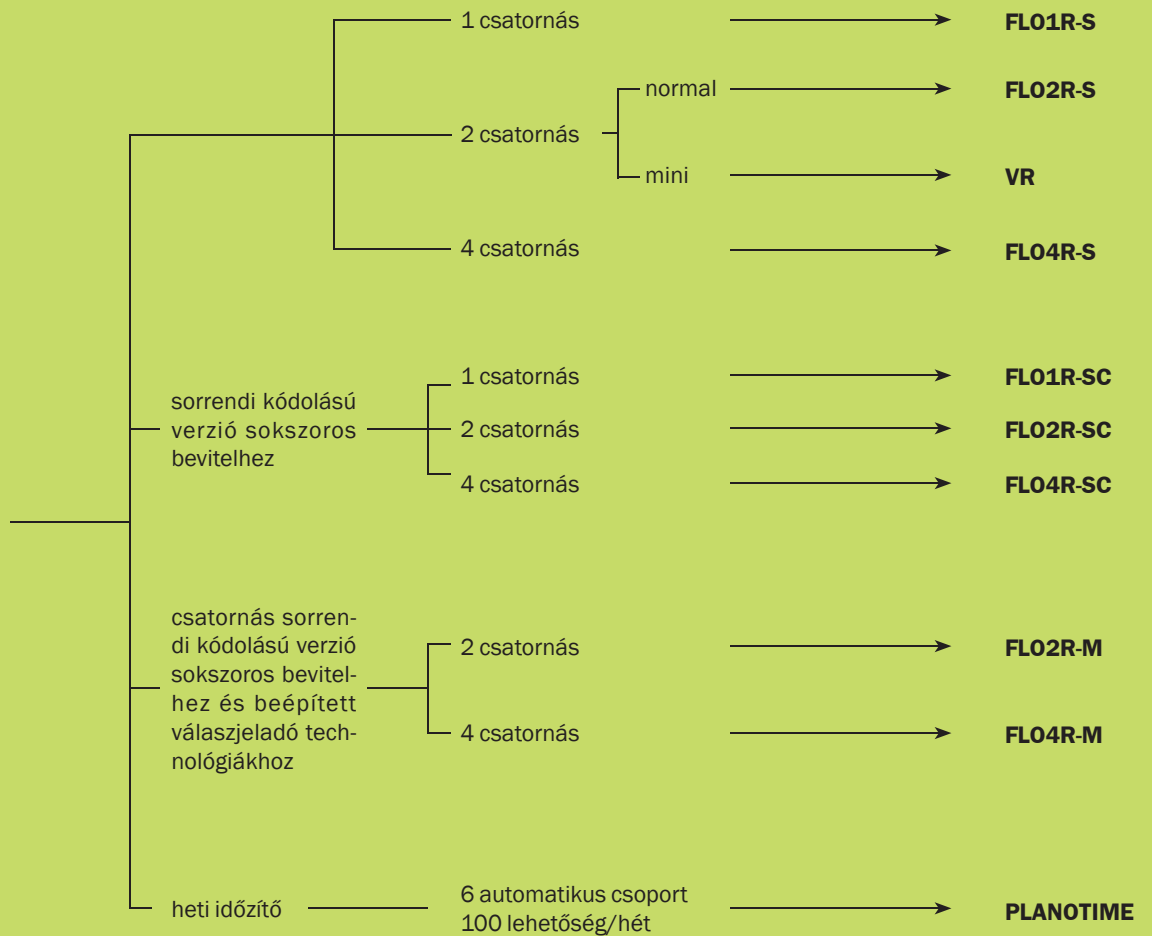 1 csatornás FLO1R-S
normal FLO2R-S
2 csatornás
mini VR
4 csatornás FLO4R-S
sorrendi kódolású
verzió sokszoros
bevitelhez
1 csatornás FLO1R-SC
2 csatornás FLO2R-SC
4 csatornás FLO4R-SC
csatornás sorren-
di kódolású verzió
sokszoros bevitel-
hez és beépített
válaszjeladó tech-
nológiákhoz
2 csatornás FLO2R-M
4 csatornás FLO4R-M
heti időzítő
6 automatikus csoport
100 lehetőség/hét
PLANOTIME